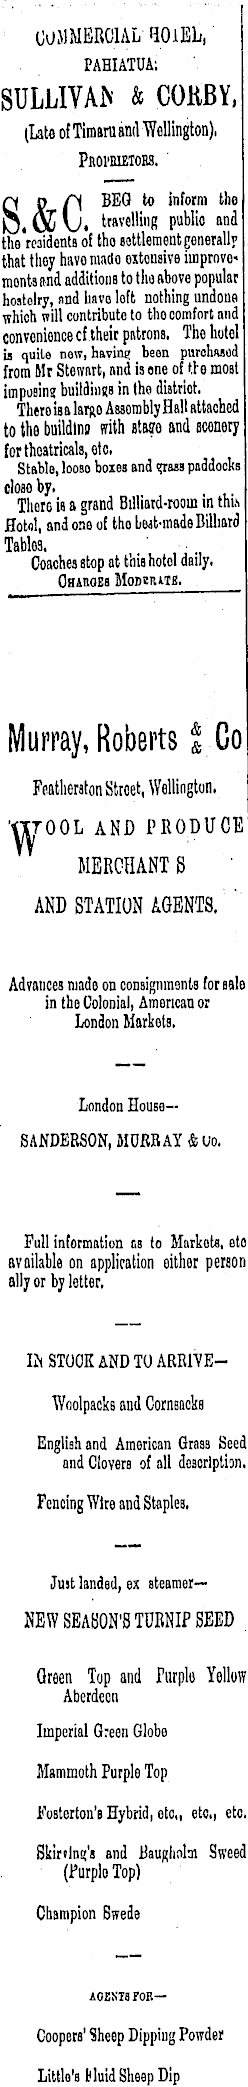 COMMERCIAL HOTEL,
PAHIATUA.
SULLIVAN & CORBY,
(Late of Timaru and Wellington),
PROPRIETORS.
S. & C. BEG to inform the
travelling public and
the residents of the settlement generally
that they have made extensive improve-
ments and additions to the above popular
hostelry, and have left nothing undone
which will contribute to the comfort and
convenience of their patrons. The hotel
is quite new, having been purchased
from Mr Stewart, and is one of the most
imposing buildings in the district.
There is a large Assembly Hall attached
to the building with stage and scenery
for theatricals, etc.
Stable, loose boxes and grass paddocks
close by.
There is a grand Billiard-room in this
Hotel, and one of the best-made Billiard
Tables.
Coaches stop at this hotel daily.
CHARGES MODERATE.
Murray, Roberts & Co
Featherston Street, Wellington.
WOOL AND PRODUCE
MERCHANTS
AND STATION AGENTS.
Advances made on consignments for sale
in the Colonial, American or
London Markets.
London House—
SANDERSON, MURRAY & Co.
Full information as to Markets, etc
available on application either person
ally or by letter.
IN STOCK AND TO ARRIVE—
Woolpacks and Cornsacks
English and American Grass Seed
and Clovers of all description.
Fencing Wire and Staples.
Just landed, ex steamer—
NEW SEASON'S TURNIP SEED
Green Top and Purple Yellow
Aberdeen
Imperial Green Globe
Mammoth Purple Top
Fosterton's Hybrid, etc., etc., etc.
Skirving's and Baugholm Sweed
(Purple Top)
Champion Swede
AGENTS FOR—
Coopers' Sheep Dipping Powder
Little's Fluid Sheep Dip